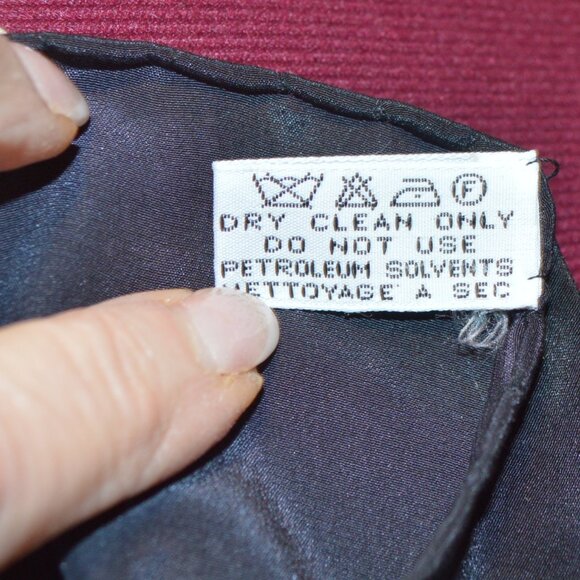 F
DRY CLEAN ONLY
DO NOT USE
PETROLEUM SOLVENTS
NETTOYAGE A SEC